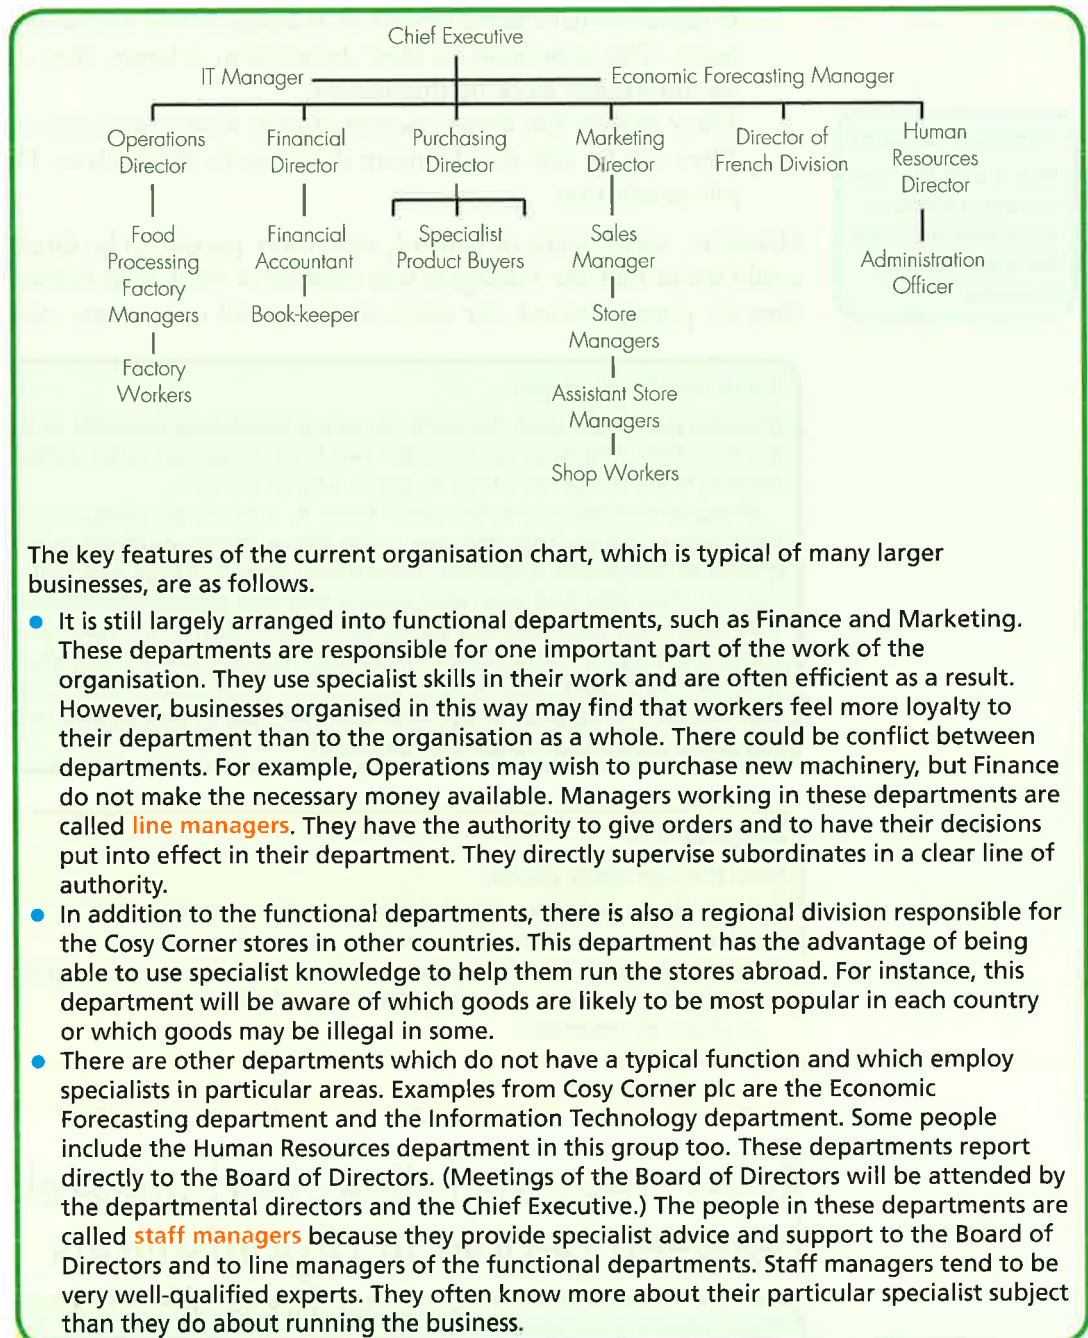 Chief Executive
IT Manager
Economic Forecasting Manager
Operations Director
Financial Director
Purchasing Director
Marketing Director
Director of French Division
Human Resources Director
Food Processing Factory Managers
Financial Accountant
Specialist Product Buyers
Sales Manager
Administration Officer
Book-keeper
Store Managers
Factory Workers
Assistant Store Managers
Shop Workers
The key features of the current organisation chart, which is typical of many larger
businesses, are as follows.
● It is still largely arranged into functional departments, such as Finance and Marketing.
These departments are responsible for one important part of the work of the
organisation. They use specialist skills in their work and are often efficient as a result.
However, businesses organised in this way may find that workers feel more loyalty to
their department than to the organisation as a whole. There could be conflict between
departments. For example, Operations may wish to purchase new machinery, but Finance
do not make the necessary money available. Managers working in these departments are
called line managers. They have the authority to give orders and to have their decisions
put into effect in their department. They directly supervise subordinates in a clear line of
authority.
● In addition to the functional departments, there is also a regional division responsible for
the Cosy Corner stores in other countries. This department has the advantage of being
able to use specialist knowledge to help them run the stores abroad. For instance, this
department will be aware of which goods are likely to be most popular in each country
or which goods may be illegal in some.
● There are other departments which do not have a typical function and which employ
specialists in particular areas. Examples from Cosy Corner plc are the Economic
Forecasting department and the Information Technology department. Some people
include the Human Resources department in this group too. These departments report
directly to the Board of Directors. (Meetings of the Board of Directors will be attended by
the departmental directors and the Chief Executive.) The people in these departments are
called staff managers because they provide specialist advice and support to the Board of
Directors and to line managers of the functional departments. Staff managers tend to be
very well-qualified experts. They often know more about their particular specialist subject
than they do about running the business.